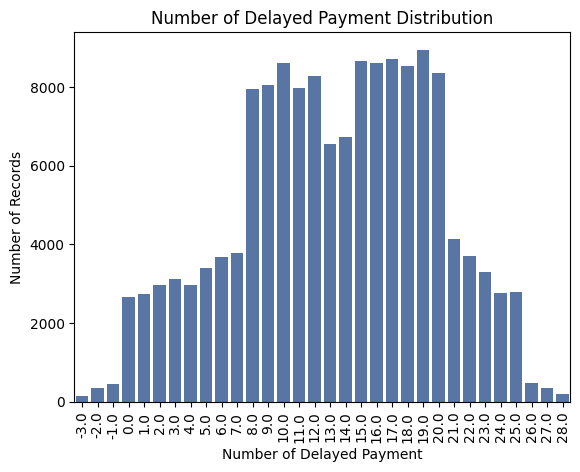 Number of Delayed Payment Distribution
Number of Records
8000
6000
4000
2000
0
-3.0 -2.0 -1.0 0.0 1.0 2.0 3.0 4.0 5.0 6.0 7.0 8.0 9.0 10.0 11.0 12.0 13.0 14.0 15.0 16.0 17.0 18.0 19.0 20.0 21.0 22.0 23.0 24.0 25.0 26.0 27.0 28.0
Number of Delayed Payment